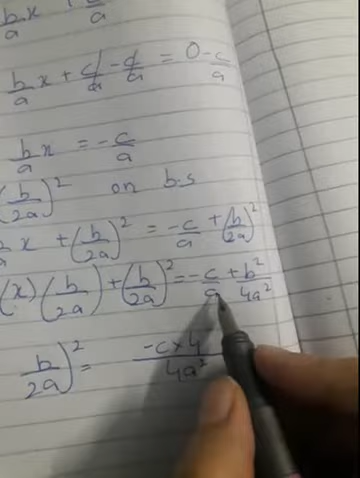 b/a x + c/a
b/a x + c/a - c/a = 0 - c/a
b/a x = -c/a
(b/2a)² on b.s
b/a x + (b/2a)² = -c/a + (b/2a)²
(x)(b/2a) + (b/2a)² = -c/a + b²/4a²
b/2a)² = -c×4/4a²